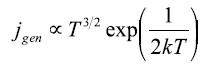 j_gen ∝ T^{3/2} exp(1/2kT)